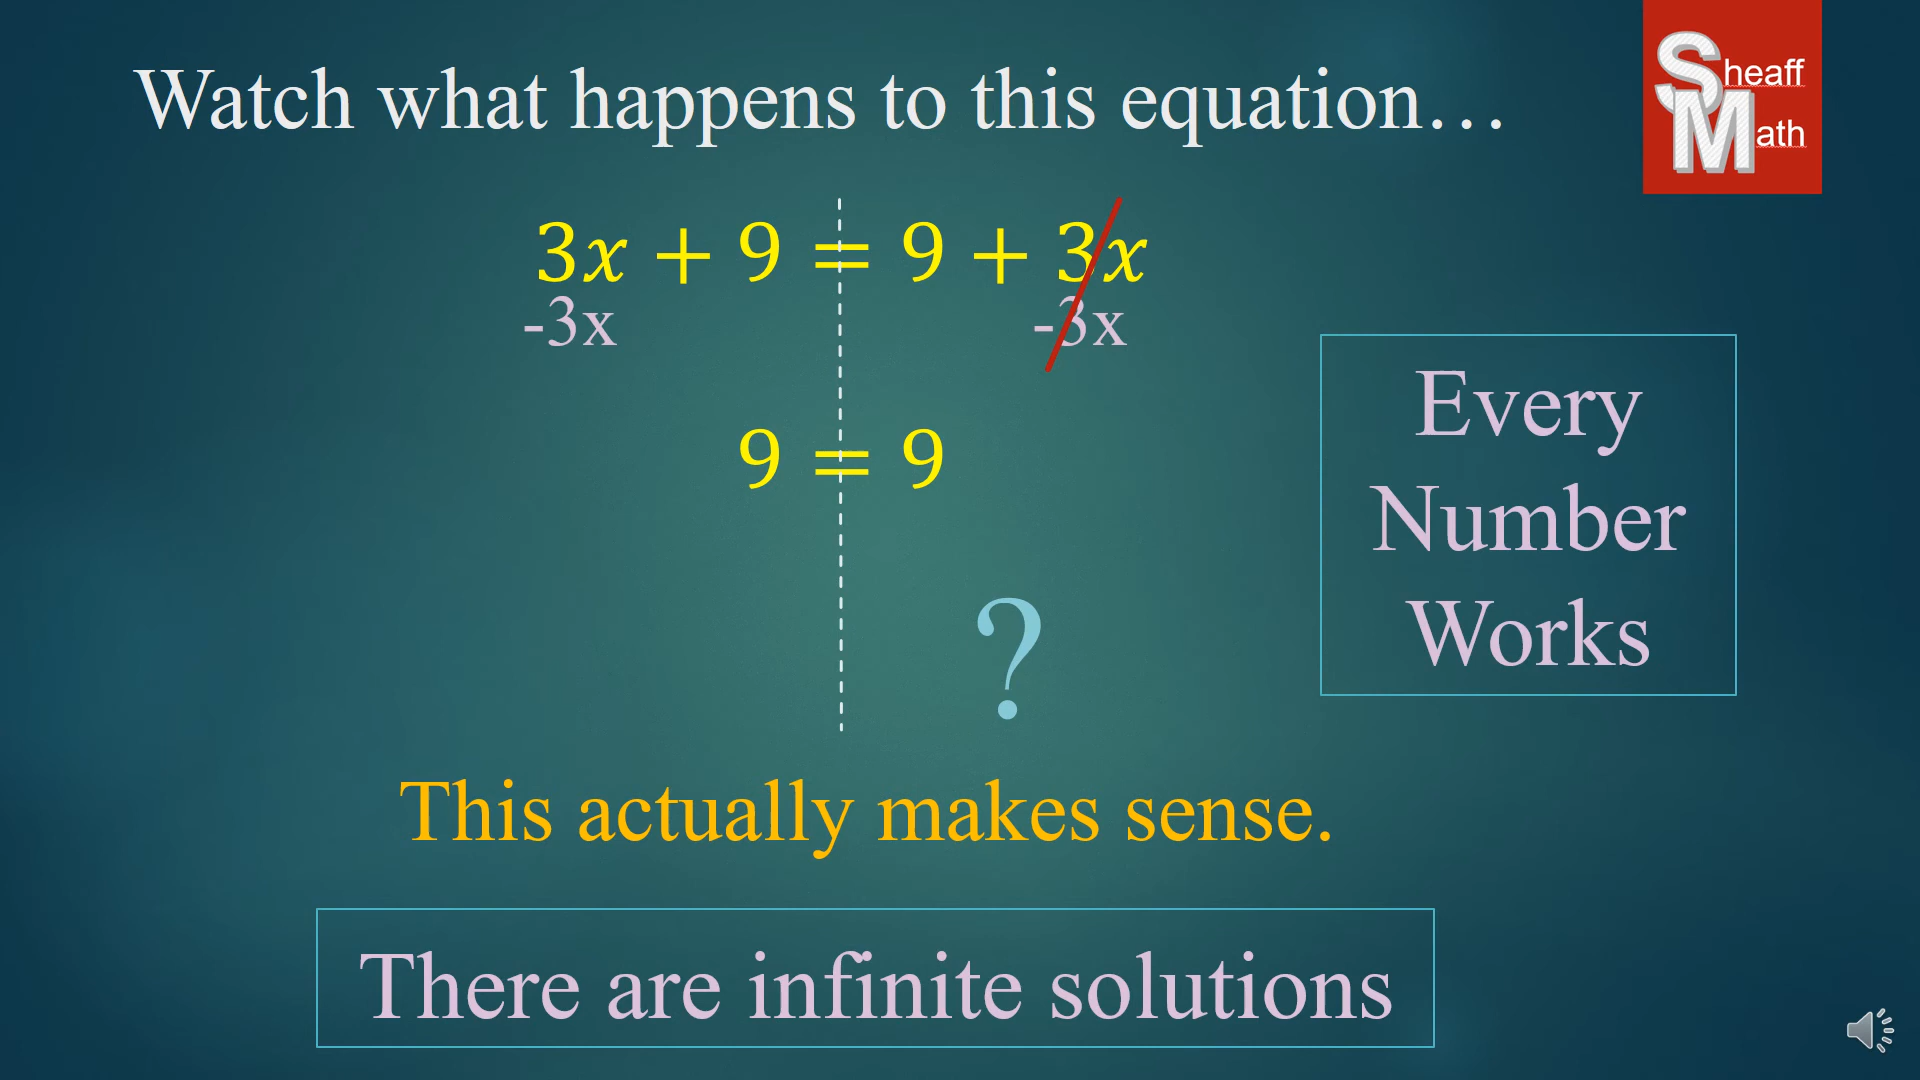 Watch what happens to this equation…
Sheaff
Math
3x + 9 = 9 + 3x
-3x -3x
9 = 9
Every
Number
Works
?
This actually makes sense.
There are infinite solutions